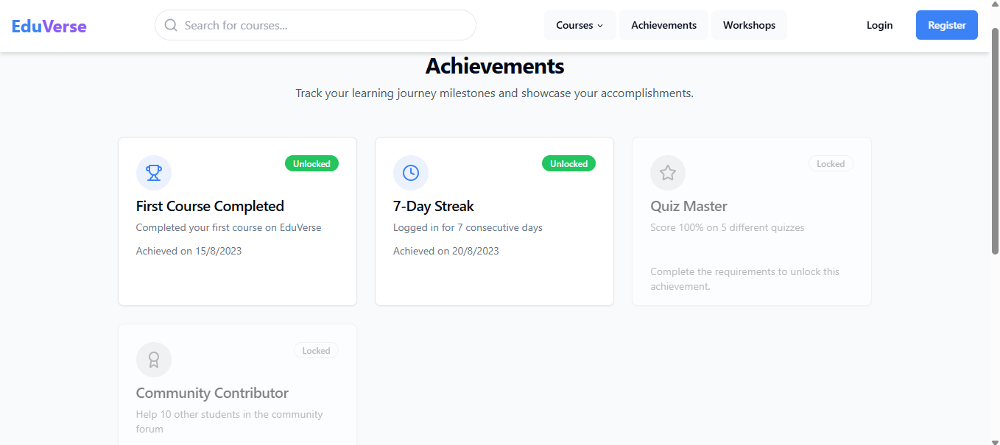 EduVerse
Search for courses...
Courses
Achievements
Workshops
Login
Register
Achievements
Track your learning journey milestones and showcase your accomplishments.
Unlocked
First Course Completed
Completed your first course on EduVerse
Achieved on 15/8/2023
Unlocked
7-Day Streak
Logged in for 7 consecutive days
Achieved on 20/8/2023
Locked
Quiz Master
Score 100% on 5 different quizzes
Complete the requirements to unlock this
achievement.
Locked
Community Contributor
Help 10 other students in the community
forum